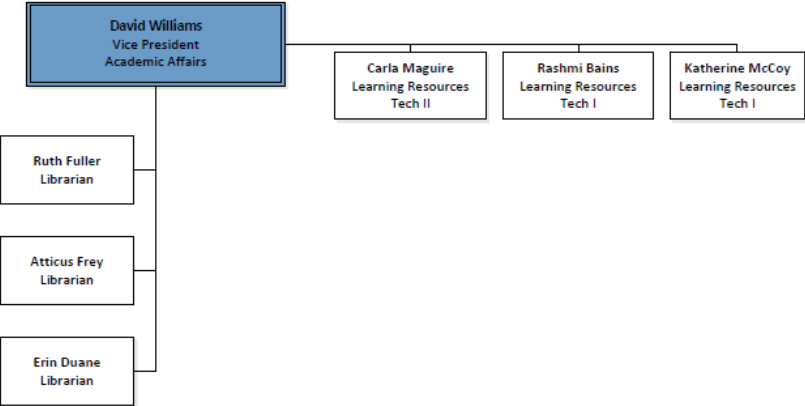 David Williams
Vice President
Academic Affairs
Carla Maguire
Learning Resources
Tech II
Rashmi Bains
Learning Resources
Tech I
Katherine McCoy
Learning Resources
Tech I
Ruth Fuller
Librarian
Atticus Frey
Librarian
Erin Duane
Librarian